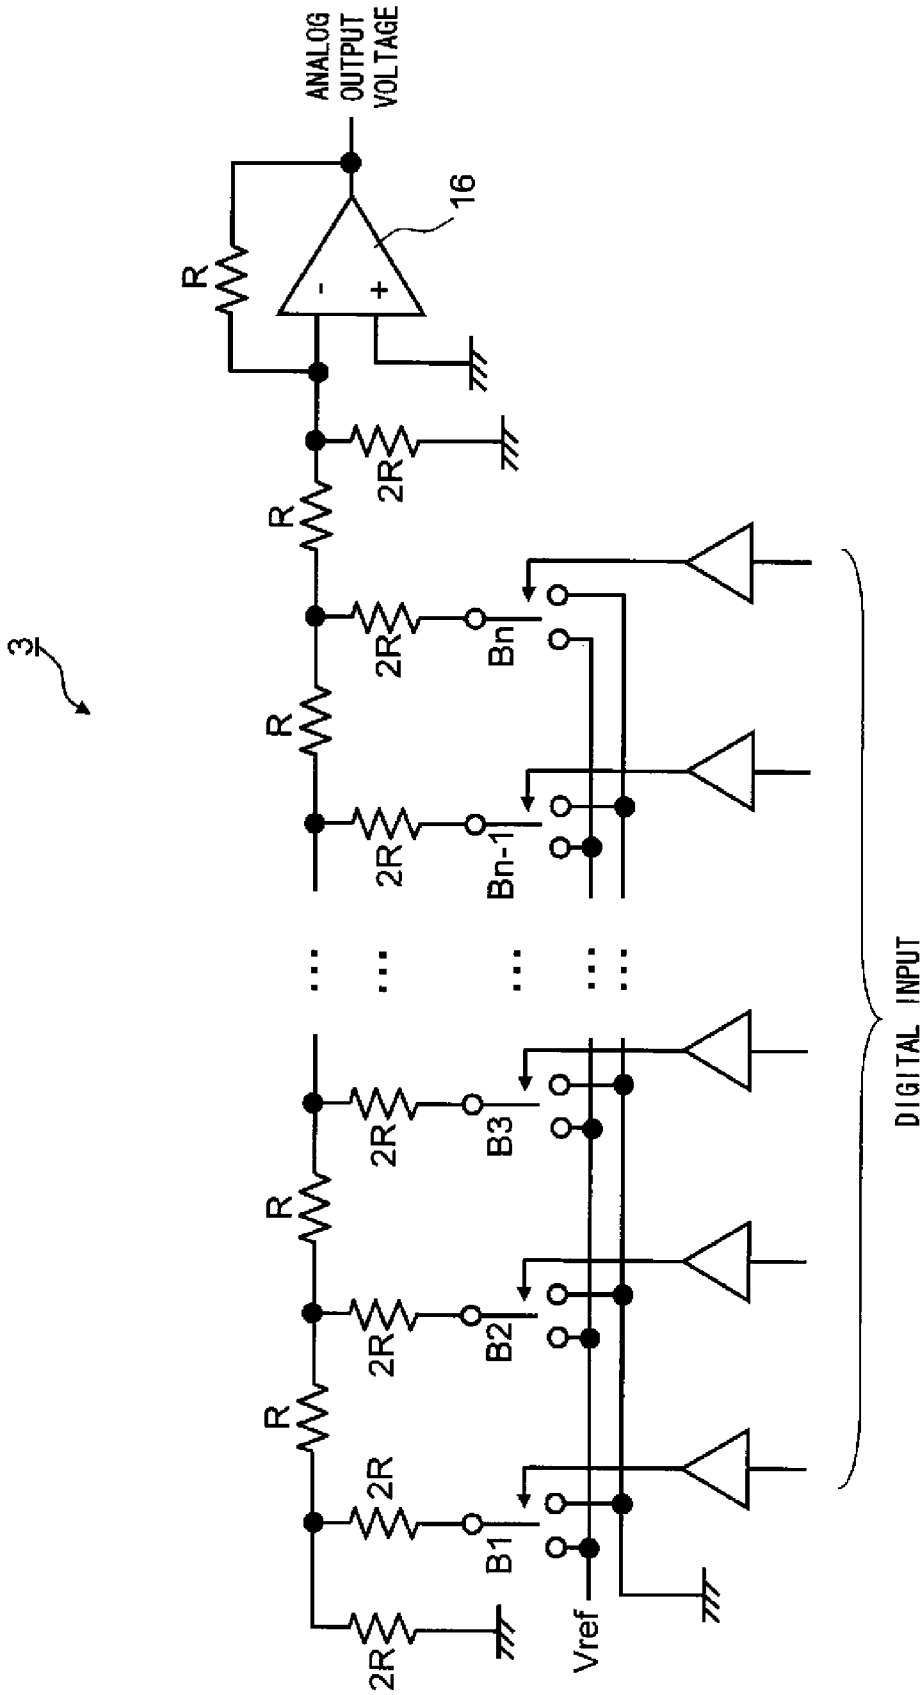 3
ANALOG
OUTPUT
VOLTAGE
R
-
+
16
R
R
R
R
2R
2R
2R
2R
2R
2R
2R
B1
B2
B3
Bn-1
Bn
...
...
...
...
...
Vref
DIGITAL INPUT